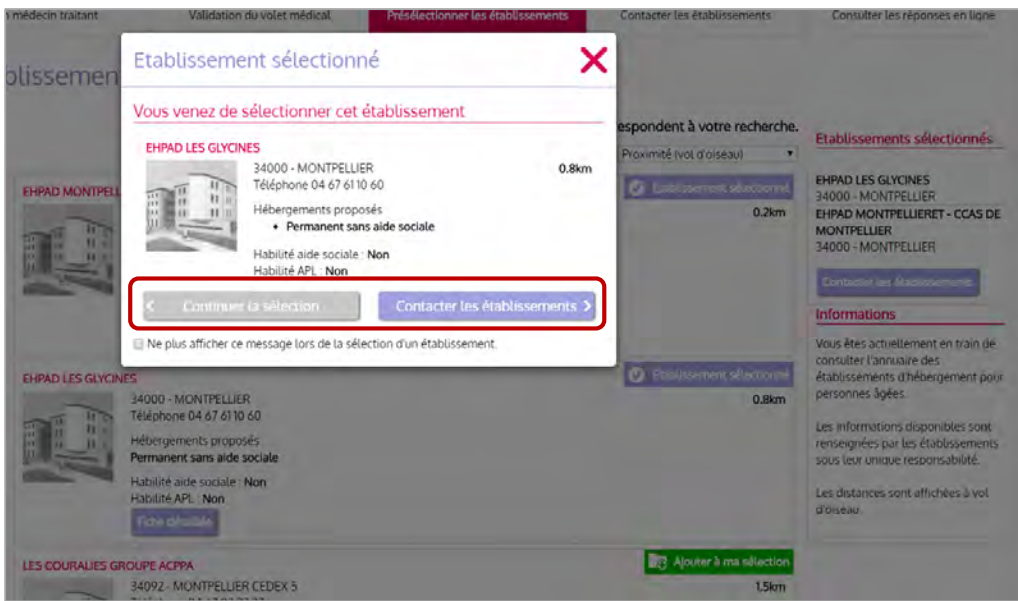 médecin traitant
Validation du volet médical
Présélectionner les établissements
Contacter les établissements
Consulter les réponses en ligne
Etablissement sélectionné
Vous venez de sélectionner cet établissement
EHPAD LES GLYCINES
34000 - MONTPELLIER
0.8km
Téléphone 04 67 61 10 60
Hébergements proposés
• Permanent sans aide sociale
Habilité aide sociale : Non
Habilité APL : Non
Continuer la sélection
Contacter les établissements
Ne plus afficher ce message lors de la sélection d'un établissement.
blissemen
espondent à votre recherche.
Proximité (vol d'oiseau)
EHPAD MONTPELL
Etablissement sélectionné
0.2km
EHPAD LES GLYCINES
Etablissement sélectionné
34000 - MONTPELLIER
0.8km
Téléphone 04 67 61 10 60
Hébergements proposés
Permanent sans aide sociale
Habilité aide sociale : Non
Habilité APL : Non
Fiche détaillée
LES COURALIES GROUPE ACPPA
Ajouter à ma sélection
34092 - MONTPELLIER CEDEX 5
1.5km
Etablissements sélectionnés
EHPAD LES GLYCINES
34000 - MONTPELLIER
EHPAD MONTPELLIERET - CCAS DE
MONTPELLIER
34000 - MONTPELLIER
Contacter les établissements
Informations
Vous êtes actuellement en train de
consulter l'annuaire des
établissements d'hébergement pour
personnes âgées.
Les informations disponibles sont
renseignées par les établissements
sous leur unique responsabilité.
Les distances sont affichées à vol
d'oiseau.